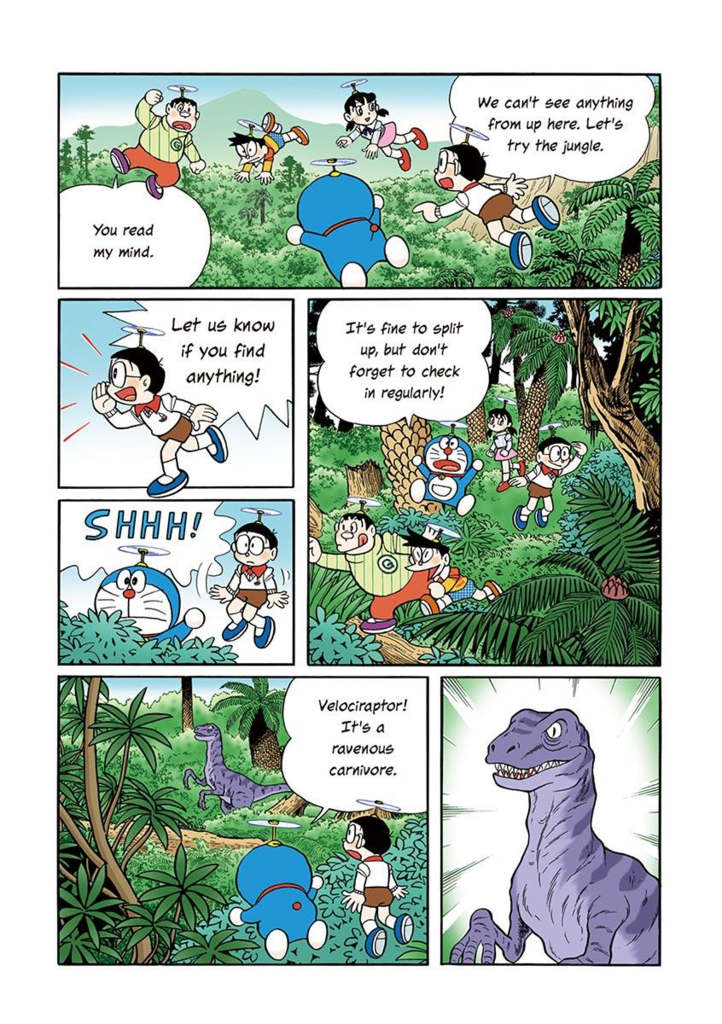 We can't see anything
from up here. Let's
try the jungle.
You read
my mind.
It's fine to split
up, but don't
forget to check
in regularly!
Let us know
if you find
anything!
SHHH!
Velociraptor!
It's a
ravenous
carnivore.